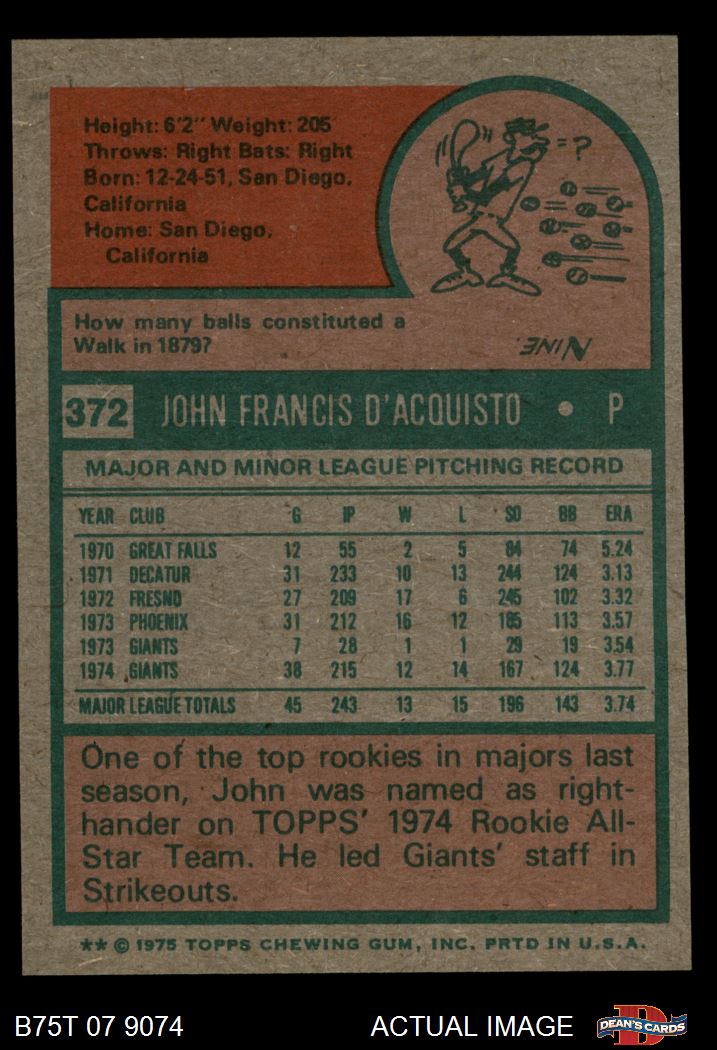 Height: 6'2" Weight: 205
Throws: Right Bats: Right
Born: 12-24-51, San Diego,
California
Home: San Diego,
California
= ?
How many balls constituted a
Walk in 1879?
NINE.
372 JOHN FRANCIS D'ACQUISTO • P
MAJOR AND MINOR LEAGUE PITCHING RECORD
YEAR CLUB G IP W L SO BB ERA
1970 GREAT FALLS 12 55 2 5 84 74 5.24
1971 DECATUR 31 233 10 13 244 124 3.13
1972 FRESNO 27 209 17 6 245 102 3.32
1973 PHOENIX 31 212 16 12 185 113 3.57
1973 GIANTS 7 28 1 1 29 19 3.54
1974 GIANTS 38 215 12 14 167 124 3.77
MAJOR LEAGUE TOTALS 45 243 13 15 196 143 3.74
One of the top rookies in majors last
season, John was named as right-
hander on TOPPS' 1974 Rookie All-
Star Team. He led Giants' staff in
Strikeouts.
** © 1975 TOPPS CHEWING GUM, INC. PRTD IN U.S.A.
B75T 07 9074 ACTUAL IMAGE DEAN'S CARDS